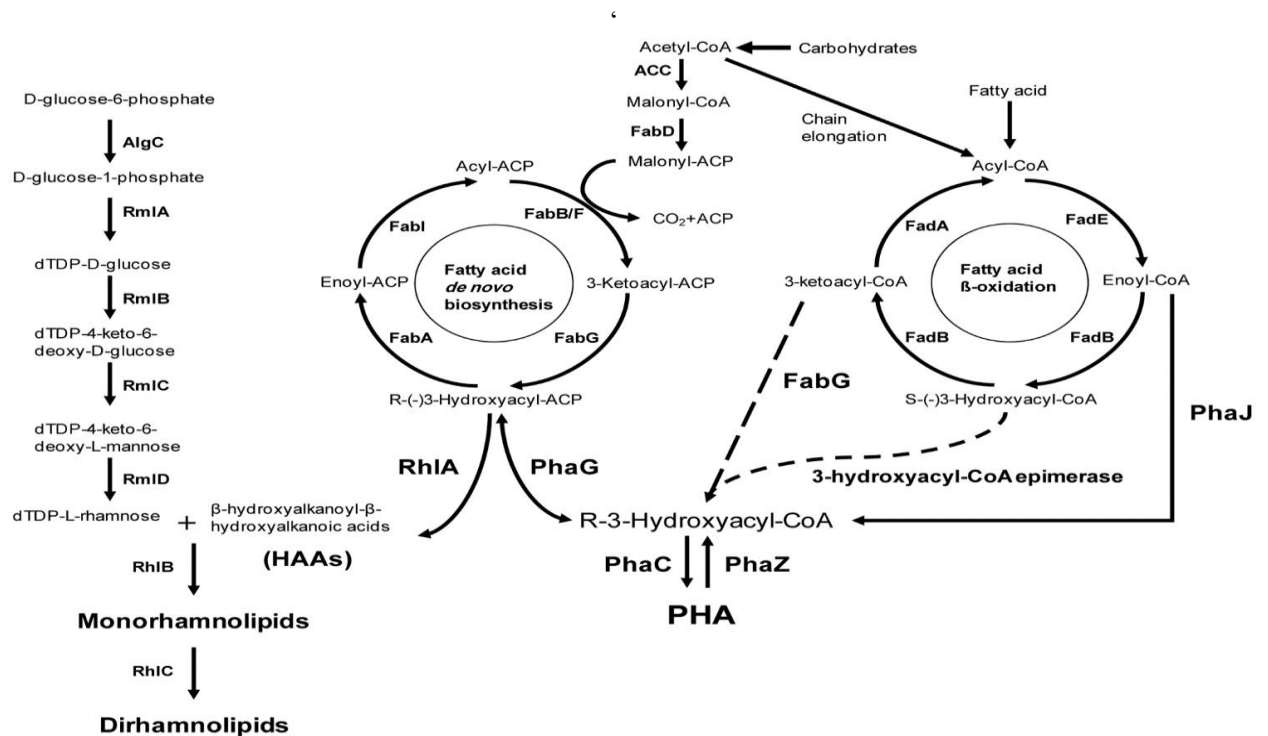 ‘
Acetyl-CoA
Carbohydrates
ACC
D-glucose-6-phosphate
Malonyl-CoA
Fatty acid
AlgC
FabD
Chain
elongation
D-glucose-1-phosphate
Acyl-ACP
Malonyl-ACP
Acyl-CoA
RmlA
FabI
FabB/F
CO₂+ACP
FadA
FadE
dTDP-D-glucose
Enoyl-ACP
Fatty acid
de novo
biosynthesis
3-Ketoacyl-ACP
3-ketoacyl-CoA
Fatty acid
ß-oxidation
Enoyl-CoA
RmlB
dTDP-4-keto-6-
deoxy-D-glucose
FabA
FabG
FadB
FadB
RmlC
R-(-)3-Hydroxyacyl-ACP
FabG
S-(-)3-Hydroxyacyl-CoA
PhaJ
dTDP-4-keto-6-
deoxy-L-mannose
RhlA
PhaG
3-hydroxyacyl-CoA epimerase
RmlD
dTDP-L-rhamnose
+
β-hydroxyalkanoyl-β-
hydroxyalkanoic acids
(HAAs)
R-3-Hydroxyacyl-CoA
RhlB
PhaC
PhaZ
Monorhamnolipids
PHA
RhlC
Dirhamnolipids